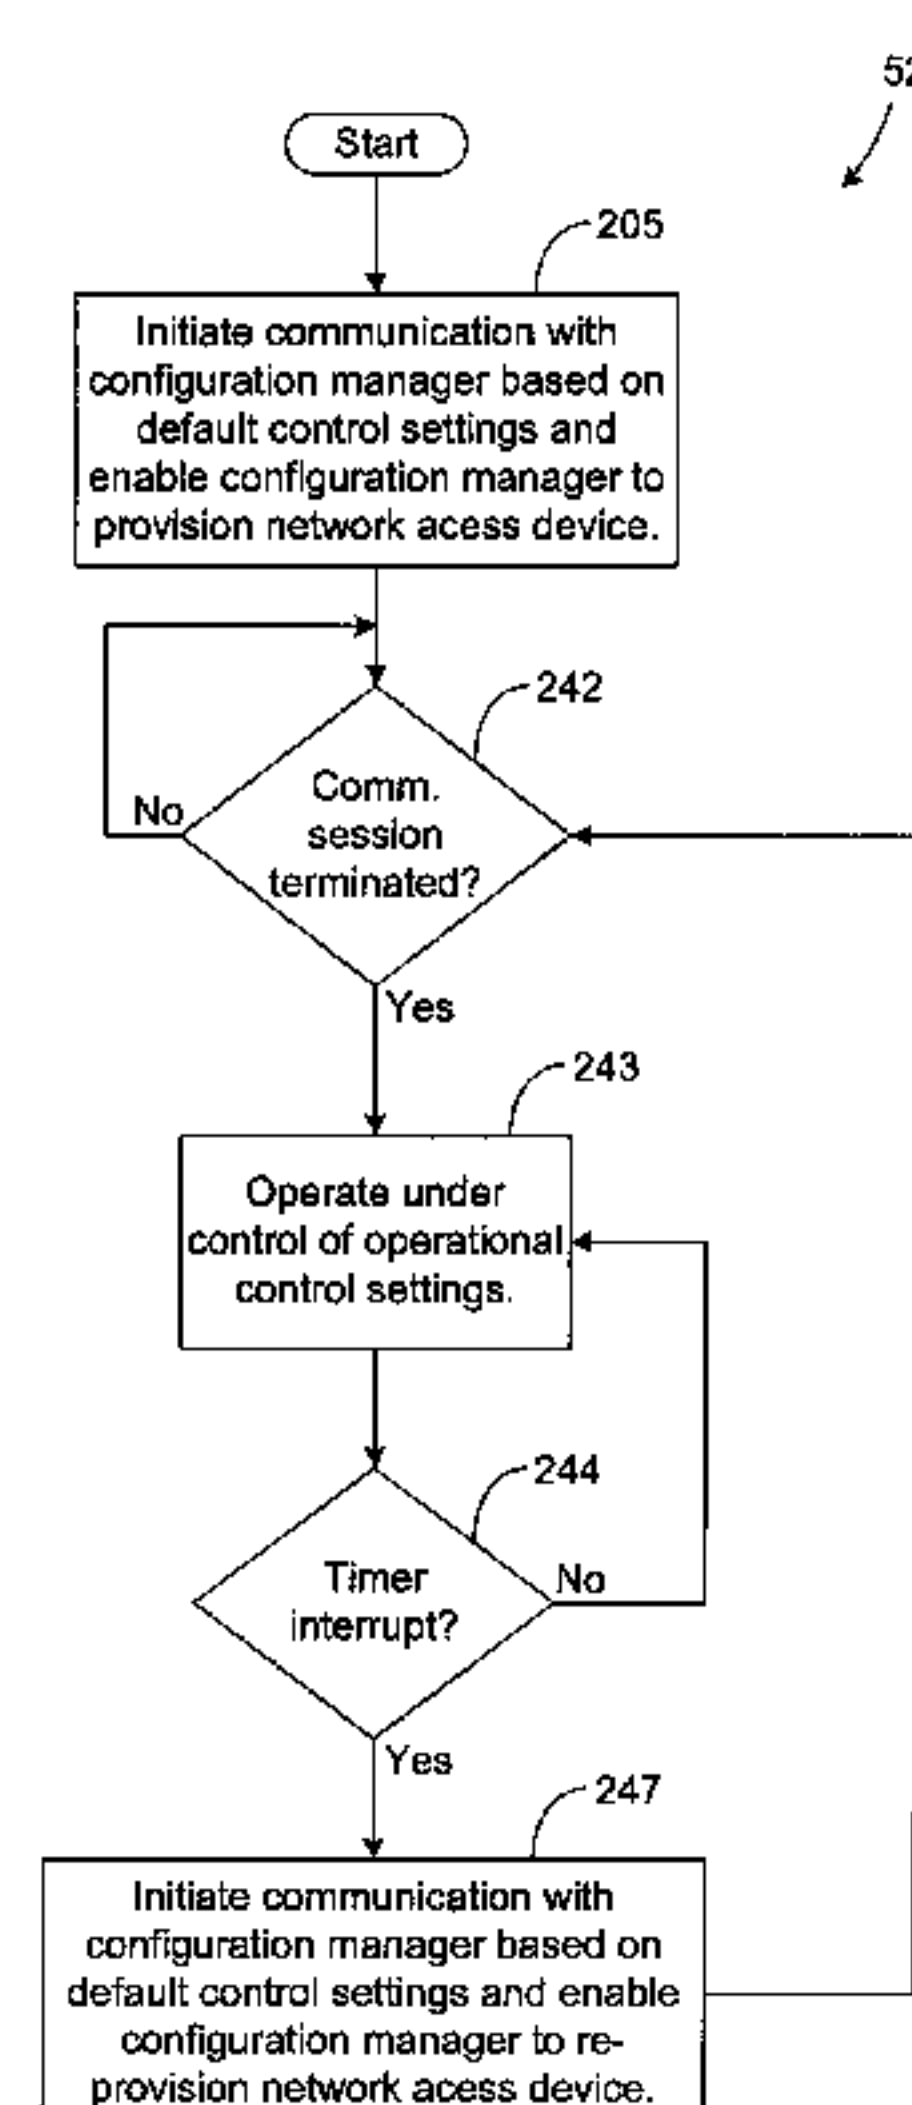 52
Start
205
Initiate communication with
configuration manager based on
default control settings and
enable configuration manager to
provision network acess device.
242
Comm.
session
terminated?
No
Yes
243
Operate under
control of operational
control settings.
244
Timer
interrupt?
No
Yes
247
Initiate communication with
configuration manager based on
default control settings and enable
configuration manager to re-
provision network acess device.